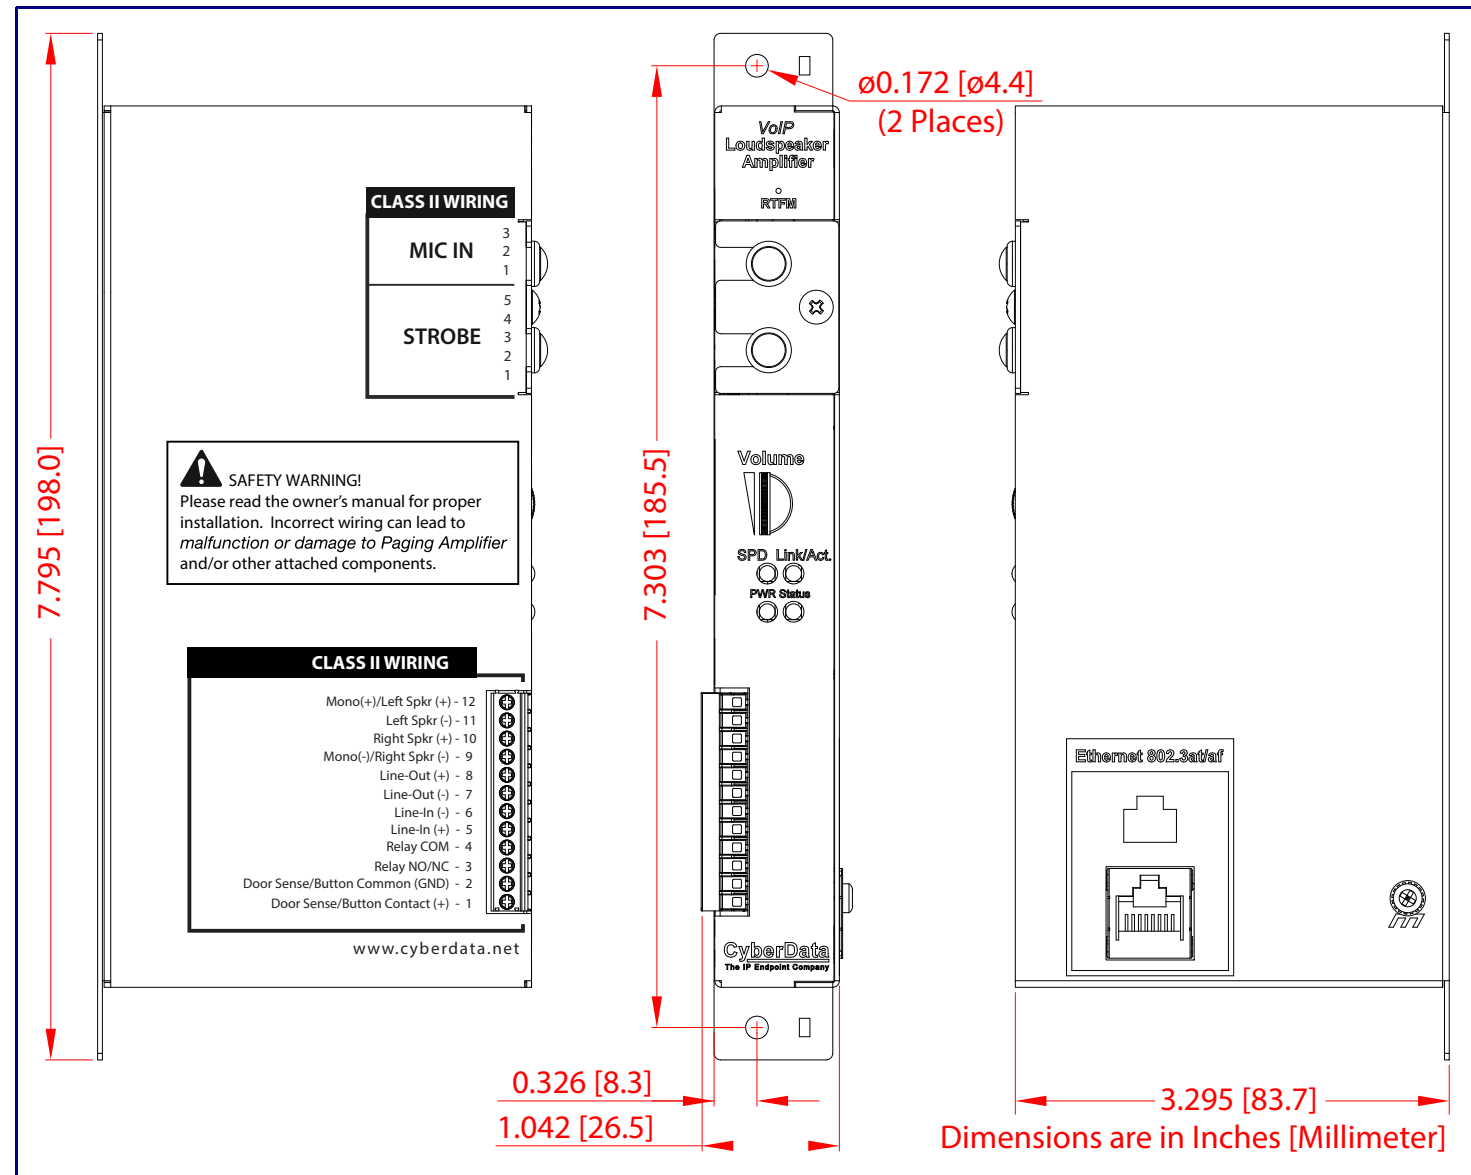 7.795 [198.0]
CLASS II WIRING
MIC IN
3
2
1
STROBE
5
4
3
2
1
SAFETY WARNING!
Please read the owner's manual for proper
installation. Incorrect wiring can lead to
malfunction or damage to Paging Amplifier
and/or other attached components.
CLASS II WIRING
Mono(+)/Left Spkr (+) - 12
Left Spkr (-) - 11
Right Spkr (+) - 10
Mono(-)/Right Spkr (-) - 9
Line-Out (+) - 8
Line-Out (-) - 7
Line-In (-) - 6
Line-In (+) - 5
Relay COM - 4
Relay NO/NC - 3
Door Sense/Button Common (GND) - 2
Door Sense/Button Contact (+) - 1
www.cyberdata.net
ø0.172 [ø4.4]
(2 Places)
VoIP
Loudspeaker
Amplifier
RTFM
7.303 [185.5]
Volume
SPD Link/Act.
PWR Status
CyberData
The IP Endpoint Company
0.326 [8.3]
1.042 [26.5]
Ethernet 802.3at/af
3.295 [83.7]
Dimensions are in Inches [Millimeter]